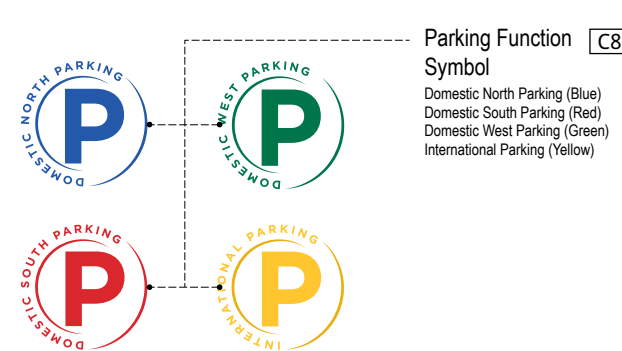 Parking Function C8
Symbol
Domestic North Parking (Blue)
Domestic South Parking (Red)
Domestic West Parking (Green)
International Parking (Yellow)
DOMESTIC NORTH PARKING
P
DOMESTIC WEST PARKING
P
DOMESTIC SOUTH PARKING
P
INTERNATIONAL PARKING
P